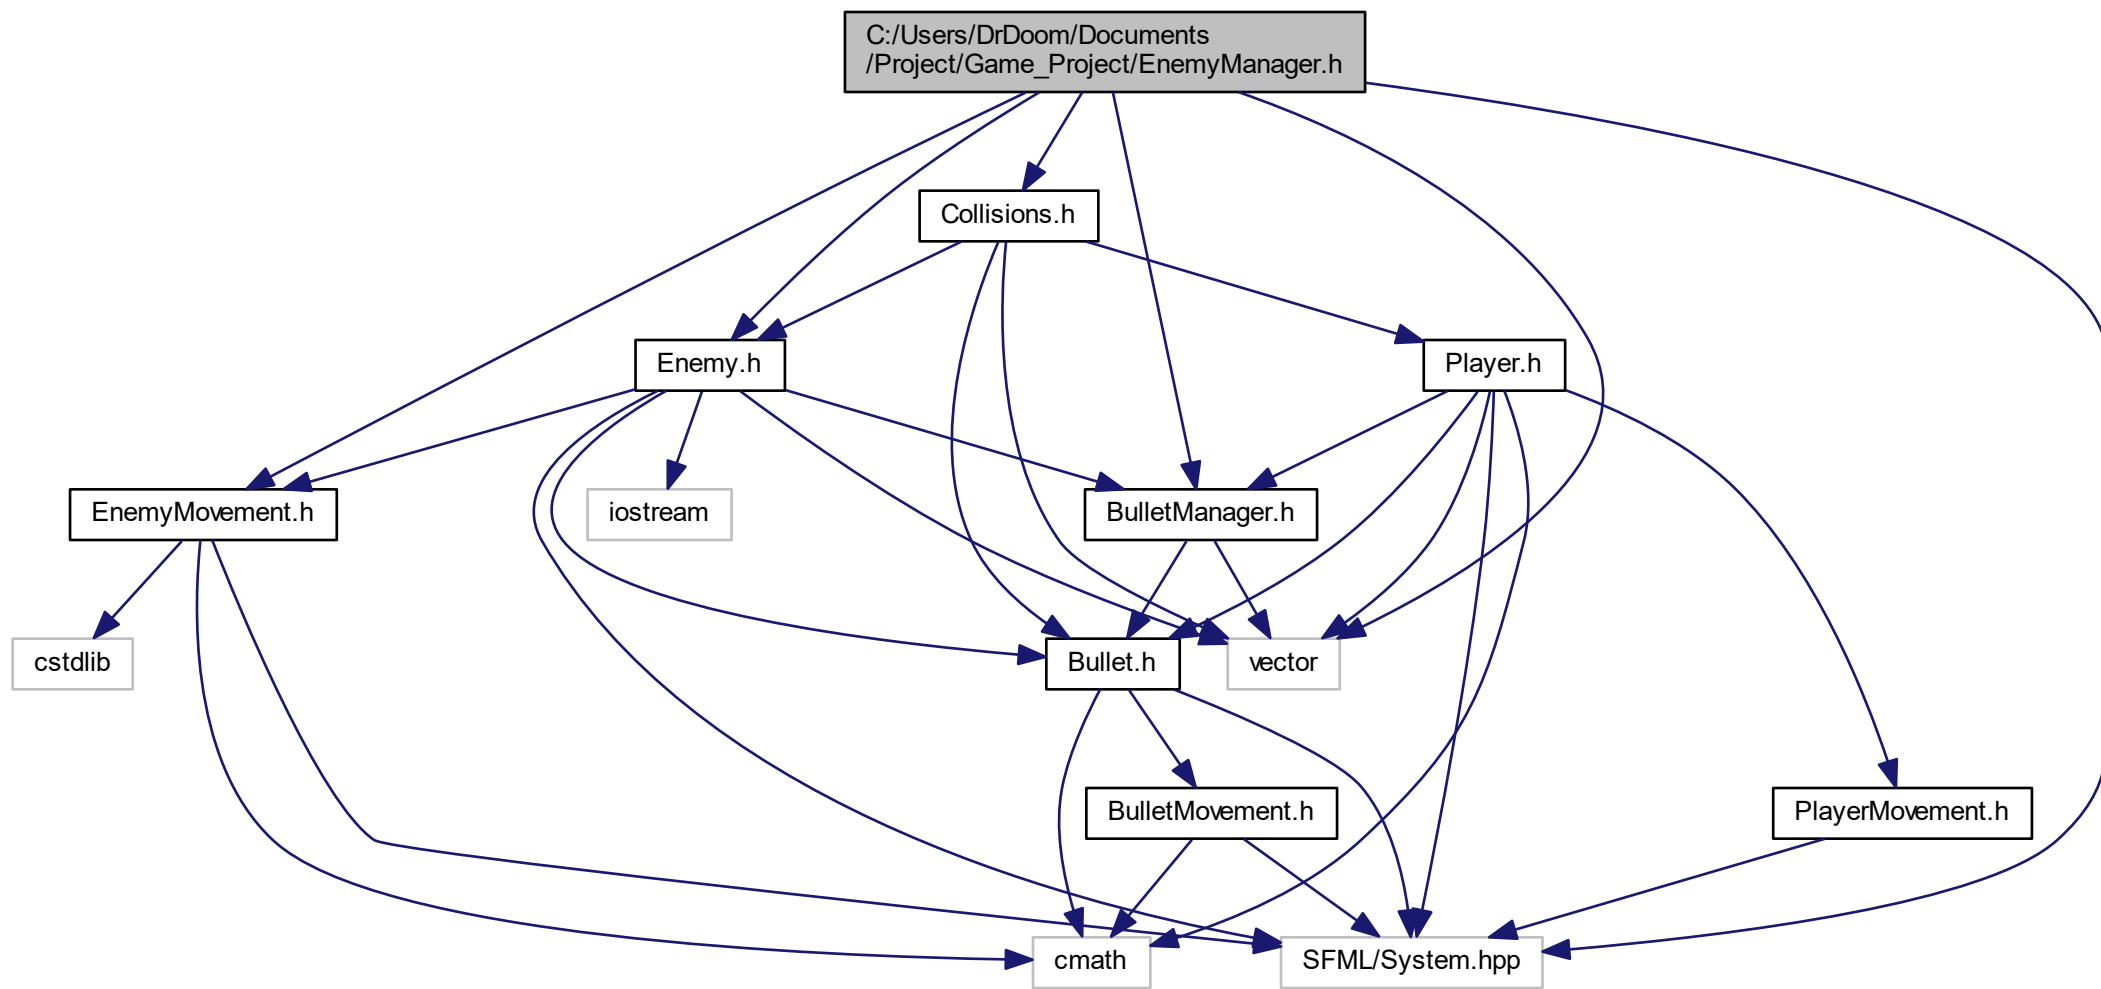 C:/Users/DrDoom/Documents
/Project/Game_Project/EnemyManager.h
Collisions.h
Enemy.h
Player.h
EnemyMovement.h
iostream
BulletManager.h
cstdlib
Bullet.h
vector
BulletMovement.h
PlayerMovement.h
cmath
SFML/System.hpp